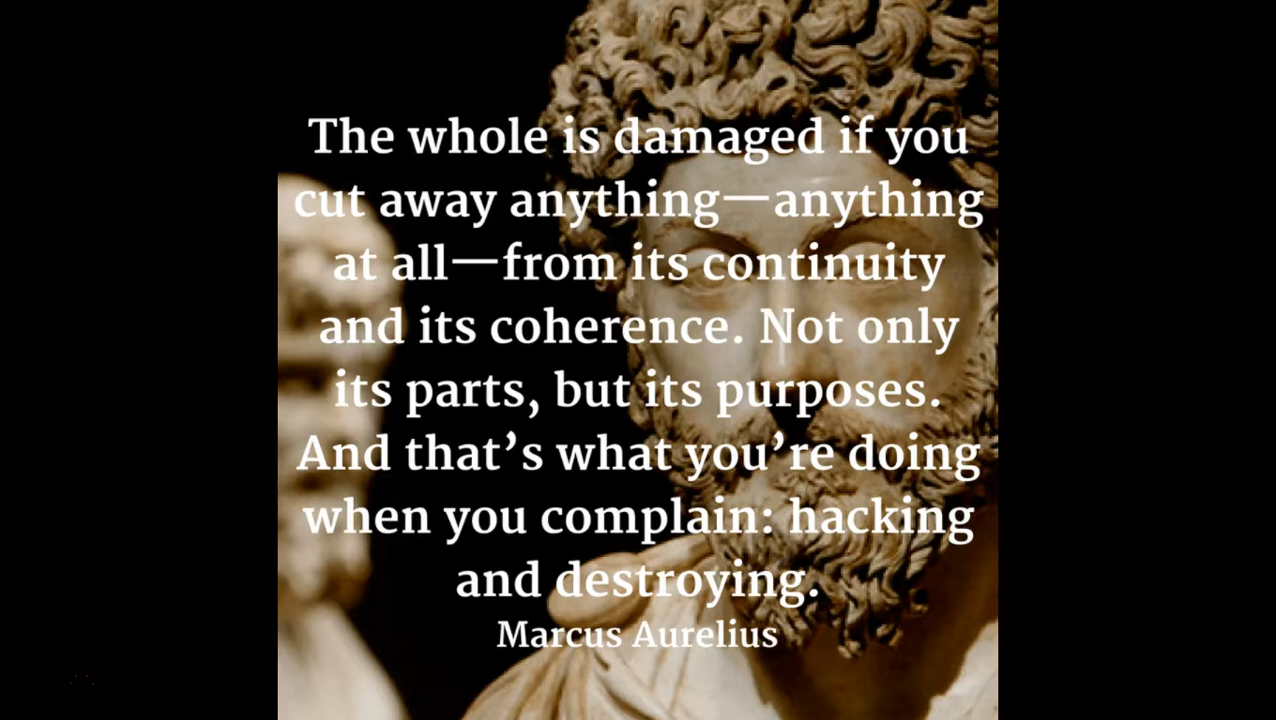 The whole is damaged if you
cut away anything—anything
at all—from its continuity
and its coherence. Not only
its parts, but its purposes.
And that’s what you’re doing
when you complain: hacking
and destroying.
Marcus Aurelius